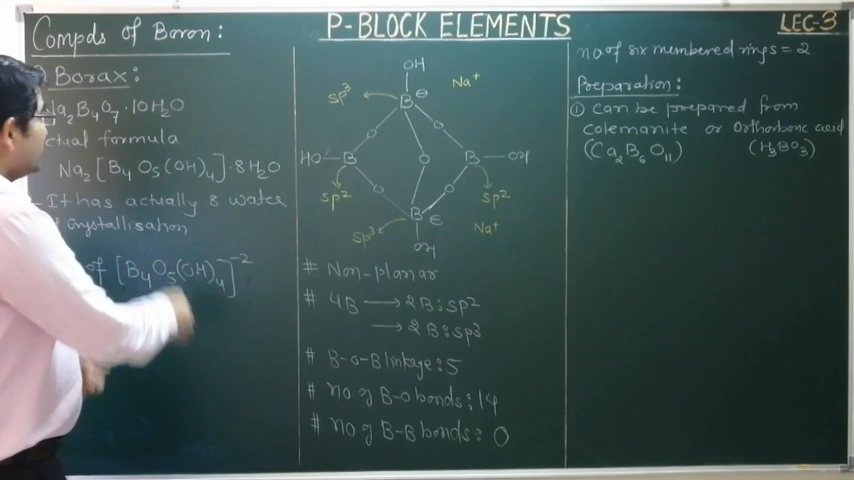 Compds of Boron:
P-BLOCK ELEMENTS
LEC-3
Borax:
Na₂B₄O₇·10H₂O
ctual formula
Na₂[B₄O₅(OH)₄]·8H₂O
-It has actually 8 water
crystallisation
of [B₄O₅(OH)₄]⁻²
OH
Na⁺
sp³ ← B ⊖
O O
HO-B O B-OH
sp² O O sp²
sp³ ← B ⊖ Na⁺
OH
# Non-planar
# 4B → 2B:sp²
→ 2B:sp3
# B-O-B linkage:5
# no of B-O bonds:14
# no of B-B bonds: 0
no of six membered rings = 2
Preparation:
① can be prepared from
colemanite or Orthoboric acid
(Ca₂B₆O₁₁) (H₃BO₃)